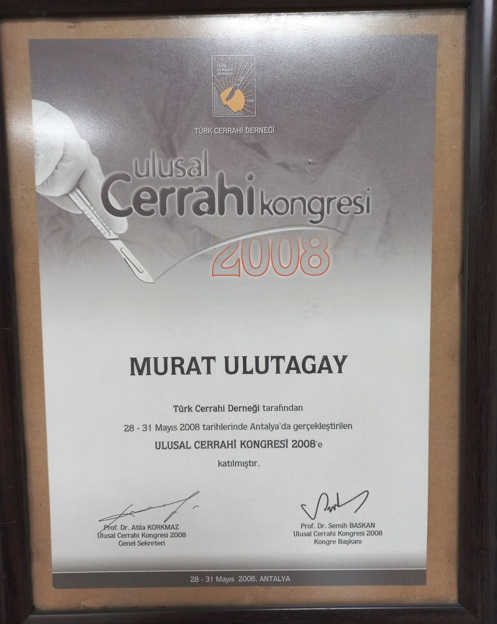 TÜRK CERRAHİ DERNEĞİ
ulusal
Cerrahi kongresi
2008
MURAT ULUTAGAY
Türk Cerrahi Derneği tarafından
28 - 31 Mayıs 2008 tarihlerinde Antalya'da gerçekleştirilen
ULUSAL CERRAHİ KONGRESİ 2008'e
katılmıştır.
Prof. Dr. Atila KORKMAZ
Ulusal Cerrahi Kongresi 2008
Genel Sekreteri
Prof. Dr. Semih BASKAN
Ulusal Cerrahi Kongresi 2008
Kongre Başkanı
28 - 31 Mayıs 2008, ANTALYA